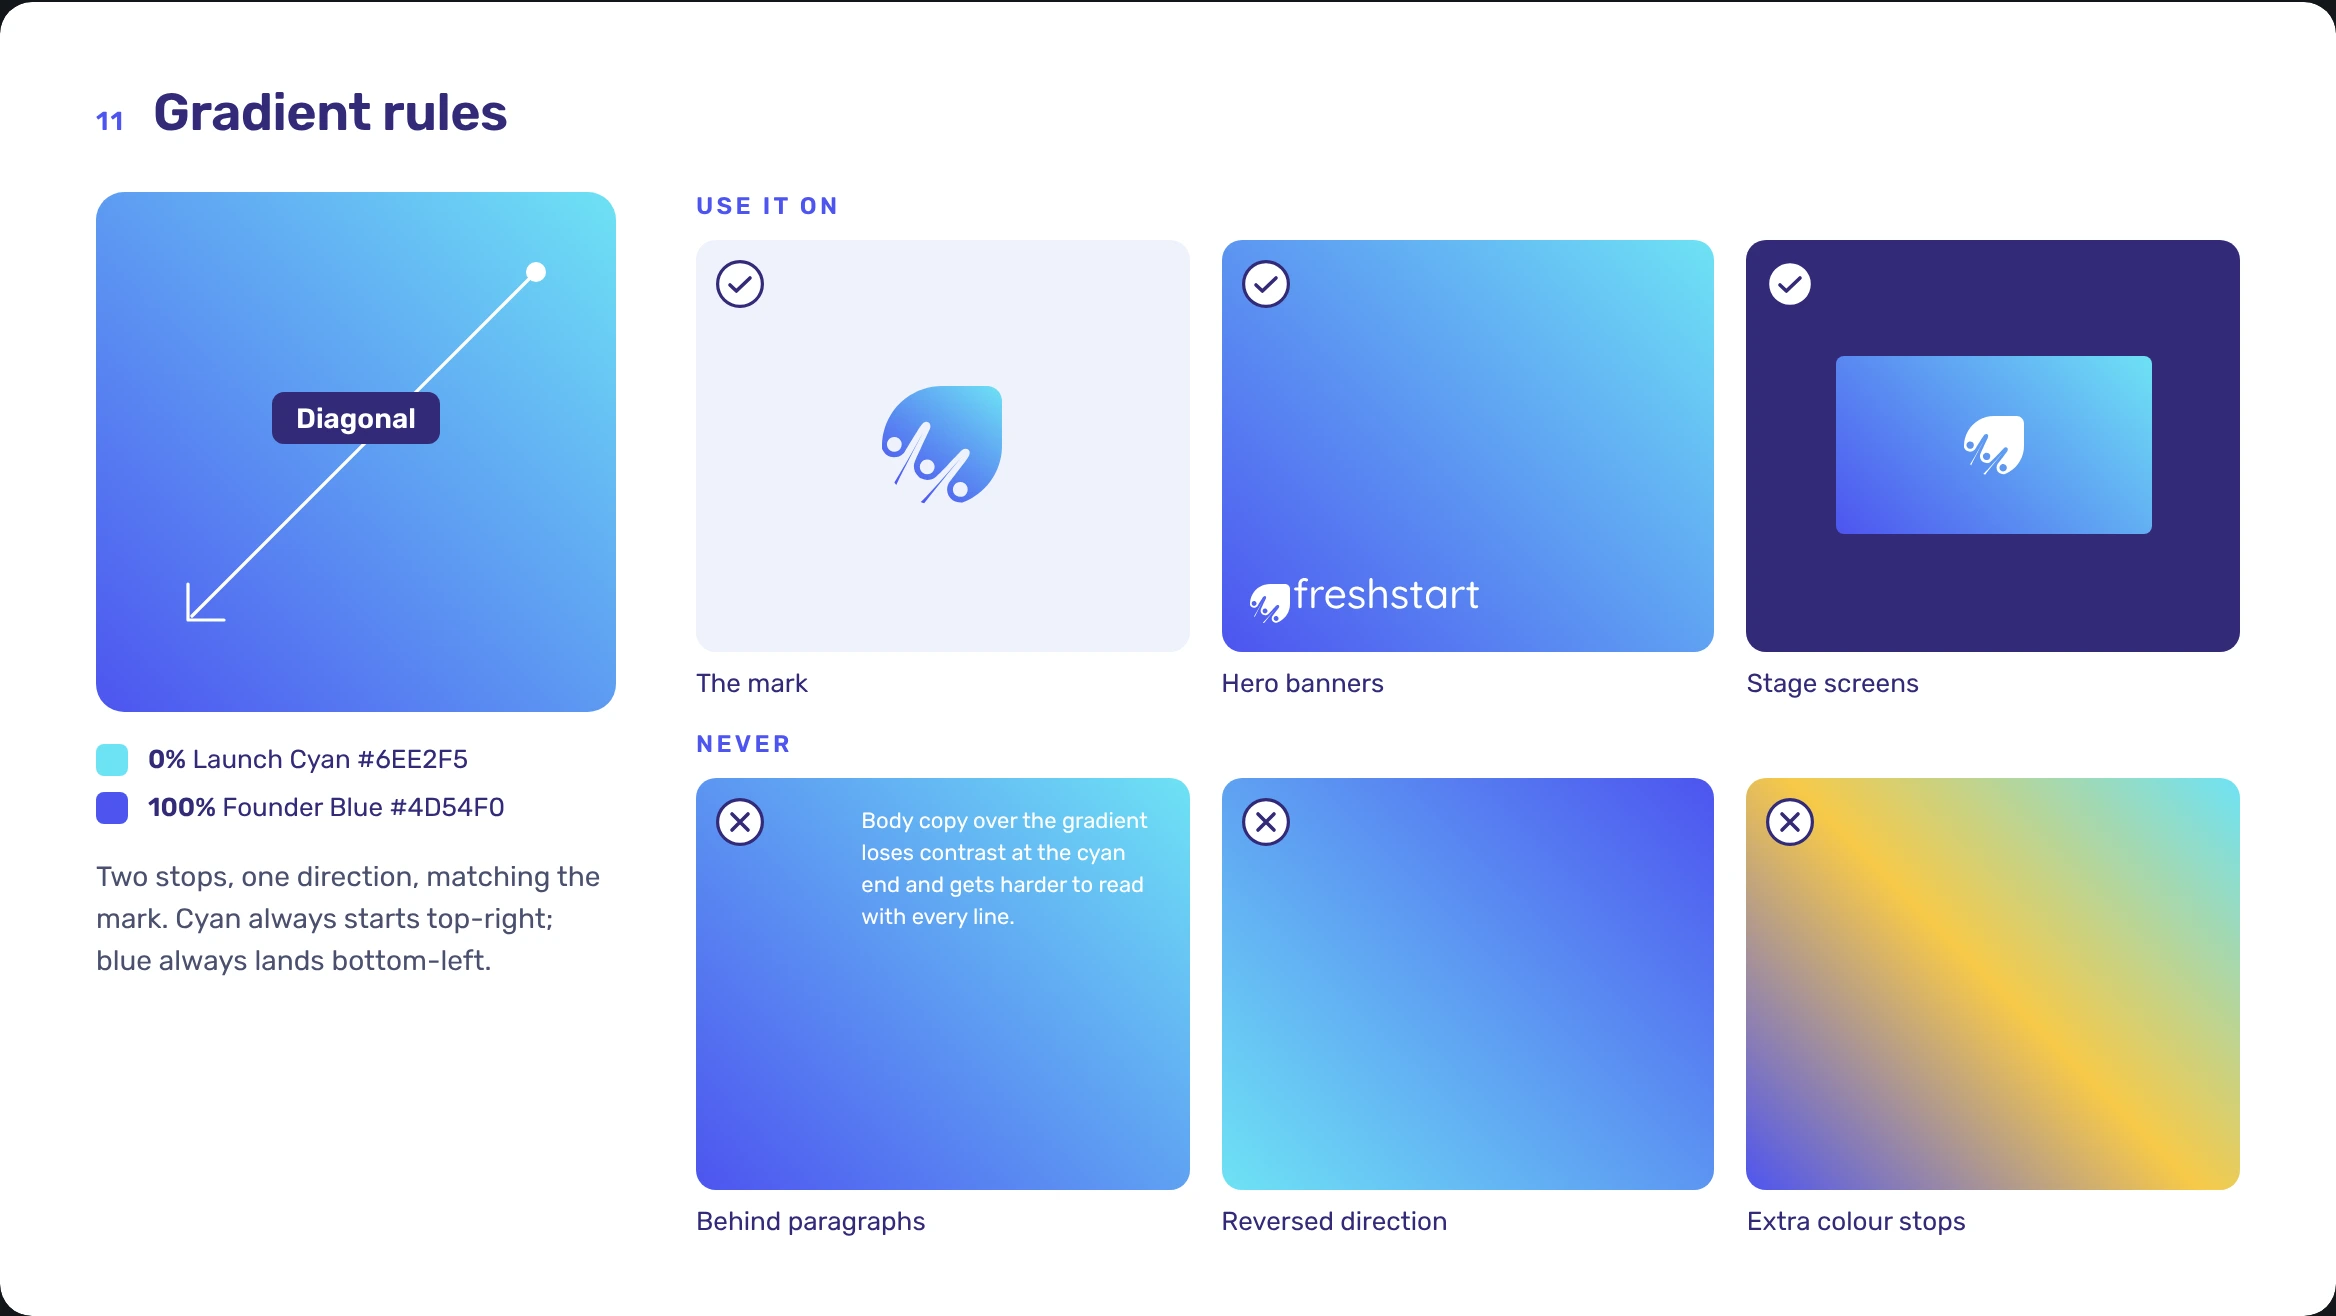 11 Gradient rules
Diagonal
0% Launch Cyan #6EE2F5
100% Founder Blue #4D54F0
Two stops, one direction, matching the
mark. Cyan always starts top-right;
blue always lands bottom-left.
USE IT ON
The mark
freshstart
Hero banners
Stage screens
NEVER
Body copy over the gradient
loses contrast at the cyan
end and gets harder to read
with every line.
Behind paragraphs
Reversed direction
Extra colour stops